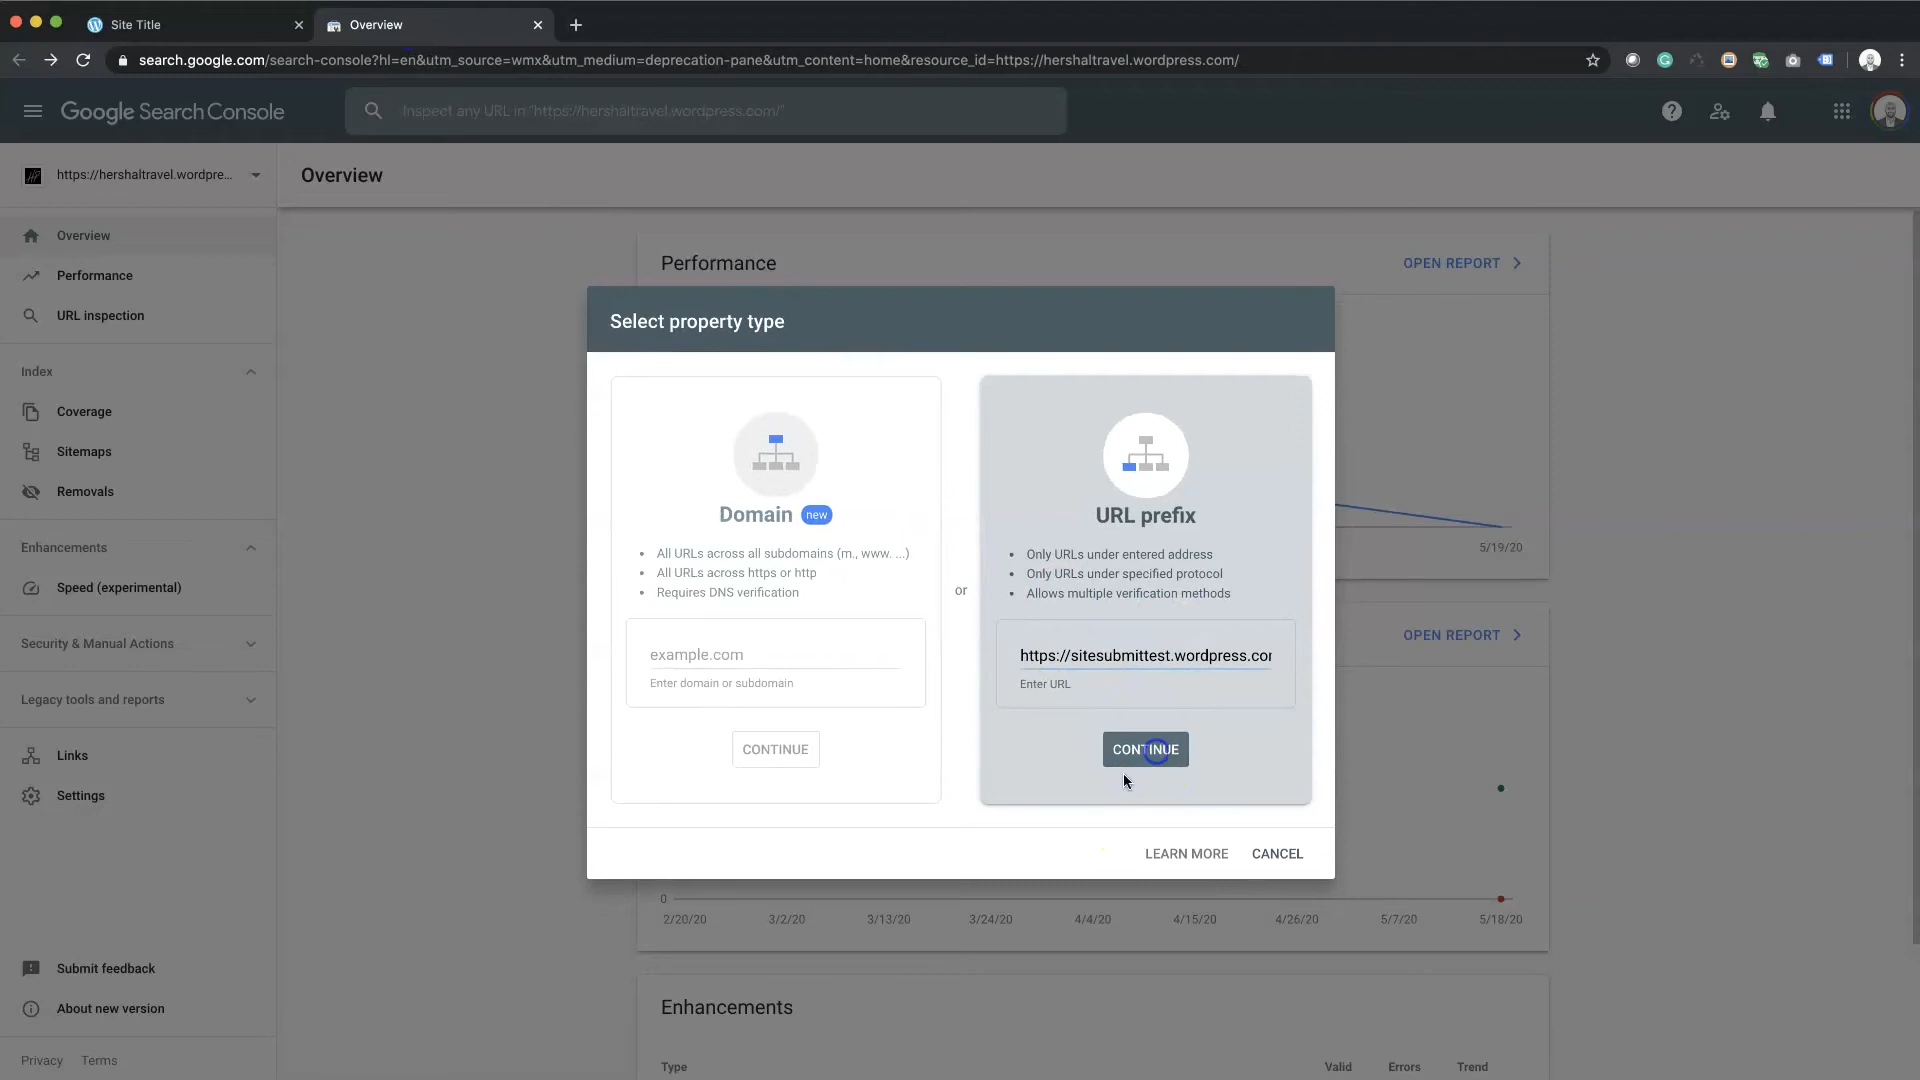 Site Title
Overview
search.google.com/search-console?hl=en&utm_source=wmx&utm_medium=deprecation-pane&utm_content=home&resource_id=https://hershaltravel.wordpress.com/
Google Search Console
Inspect any URL in "https://hershaltravel.wordpress.com/"
https://hershaltravel.wordpre...
Overview
Overview
Performance
URL inspection
Index
Coverage
Sitemaps
Removals
Enhancements
Speed (experimental)
Security & Manual Actions
Legacy tools and reports
Links
Settings
Submit feedback
About new version
Privacy Terms
Performance
OPEN REPORT
5/19/20
OPEN REPORT
Select property type
Domain new
All URLs across all subdomains (m., www. ...)
All URLs across https or http
Requires DNS verification
example.com
Enter domain or subdomain
CONTINUE
or
URL prefix
Only URLs under entered address
Only URLs under specified protocol
Allows multiple verification methods
https://sitesubmittest.wordpress.com
Enter URL
CONTINUE
LEARN MORE CANCEL
0
2/20/20 3/2/20 3/13/20 3/24/20 4/4/20 4/15/20 4/26/20 5/7/20 5/18/20
Enhancements
Type Valid Errors Trend